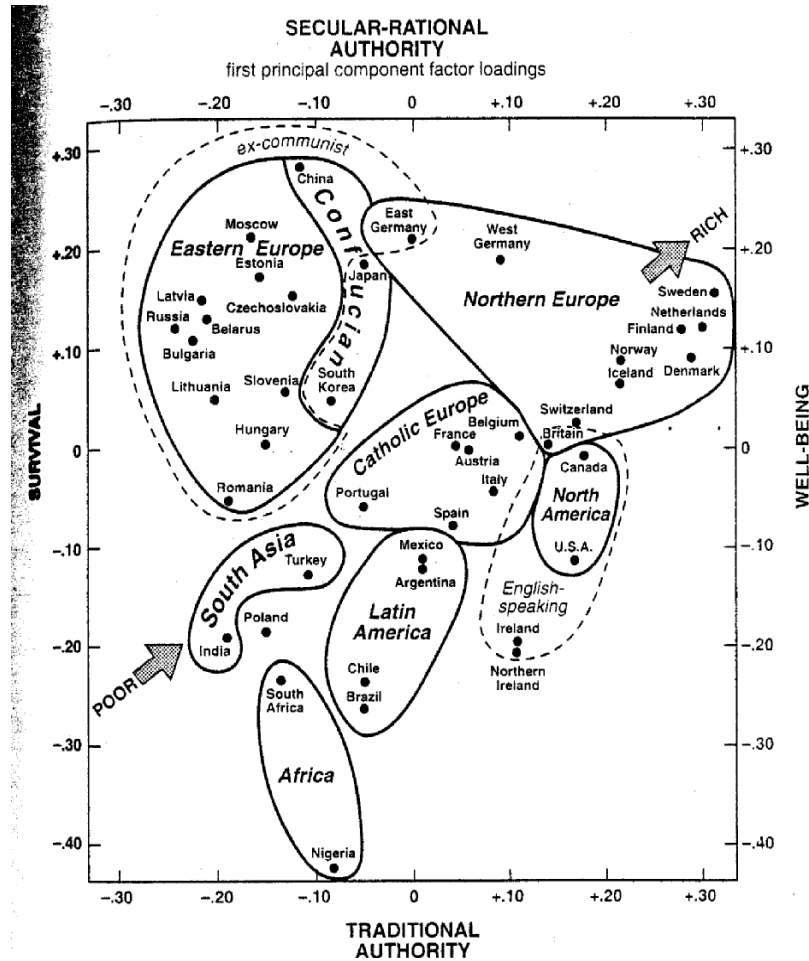 SECULAR-RATIONAL
AUTHORITY
first principal component factor loadings
-.30 -.20 -.10 0 +.10 +.20 +.30
+.30 +.30
ex-communist
China
Confucian
Moscow
East
Germany
West
Germany
RICH
Eastern Europe
Estonia
+.20 +.20
Japan
Northern Europe
Latvia
Czechoslovakia
Sweden
Russia
Belarus
Netherlands
Finland
Bulgaria
+.10 +.10
Norway
Iceland
Denmark
Slovenia
South
Korea
Lithuania
Catholic Europe
Switzerland
Hungary
France
Belgium
Britain
Austria
0 0
Canada
SURVIVAL
WELL-BEING
Romania
Portugal
Italy
North
America
Spain
-.10 -.10
South Asia
Turkey
Mexico
Argentina
U.S.A.
English-
speaking
Poland
Latin
America
Ireland
India
-.20 -.20
Northern
Ireland
POOR
South
Africa
Chile
Brazil
-.30 -.30
Africa
Nigeria
-.40 -.40
-.30 -.20 -.10 0 +.10 +.20 +.30
TRADITIONAL
AUTHORITY